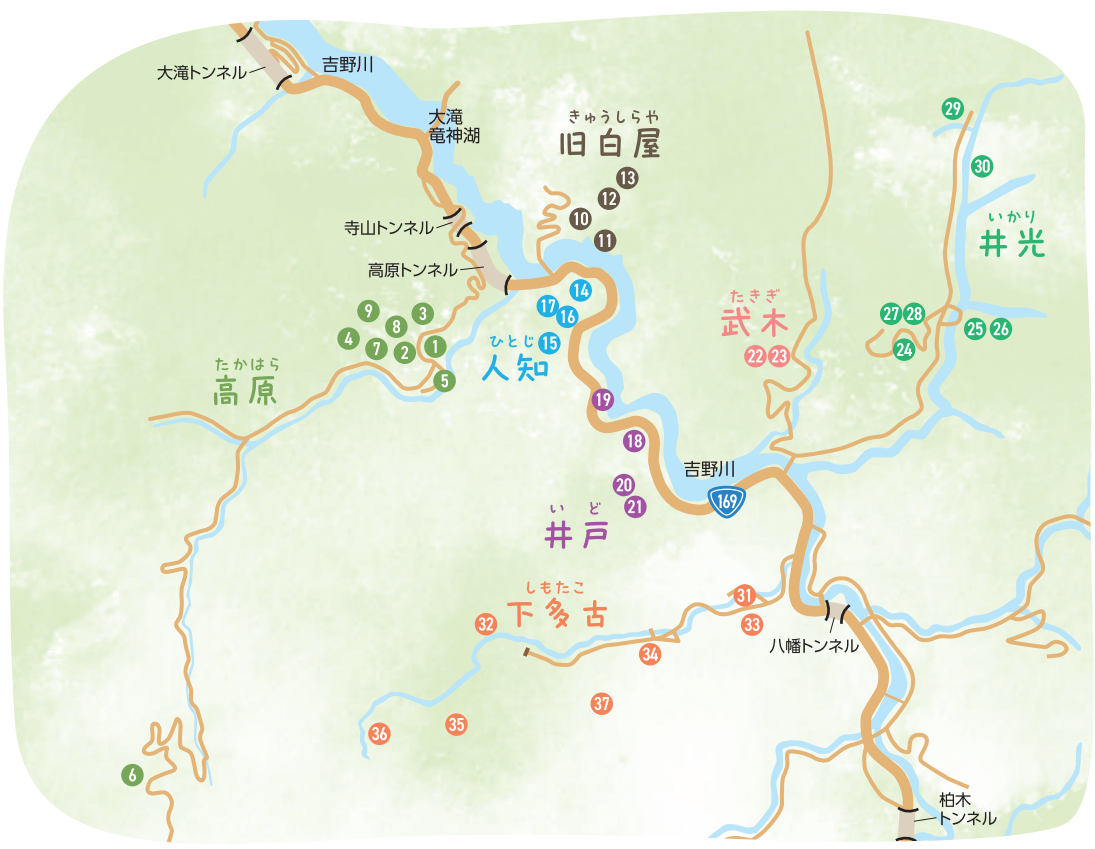 大滝トンネル
吉野川
大滝
竜神湖
きゅうしらや
旧白屋
13
12
10
11
寺山トンネル
高原トンネル
29
30
いかり
井光
27
28
24
25
26
たきぎ
武木
22
23
14
17
16
15
ひとじ
人知
9
3
8
4
7
2
1
5
たかはら
高原
19
18
吉野川
169
20
21
いど
井戸
しもたこ
下多古
32
31
33
34
八幡トンネル
37
35
36
6
柏木
トンネル